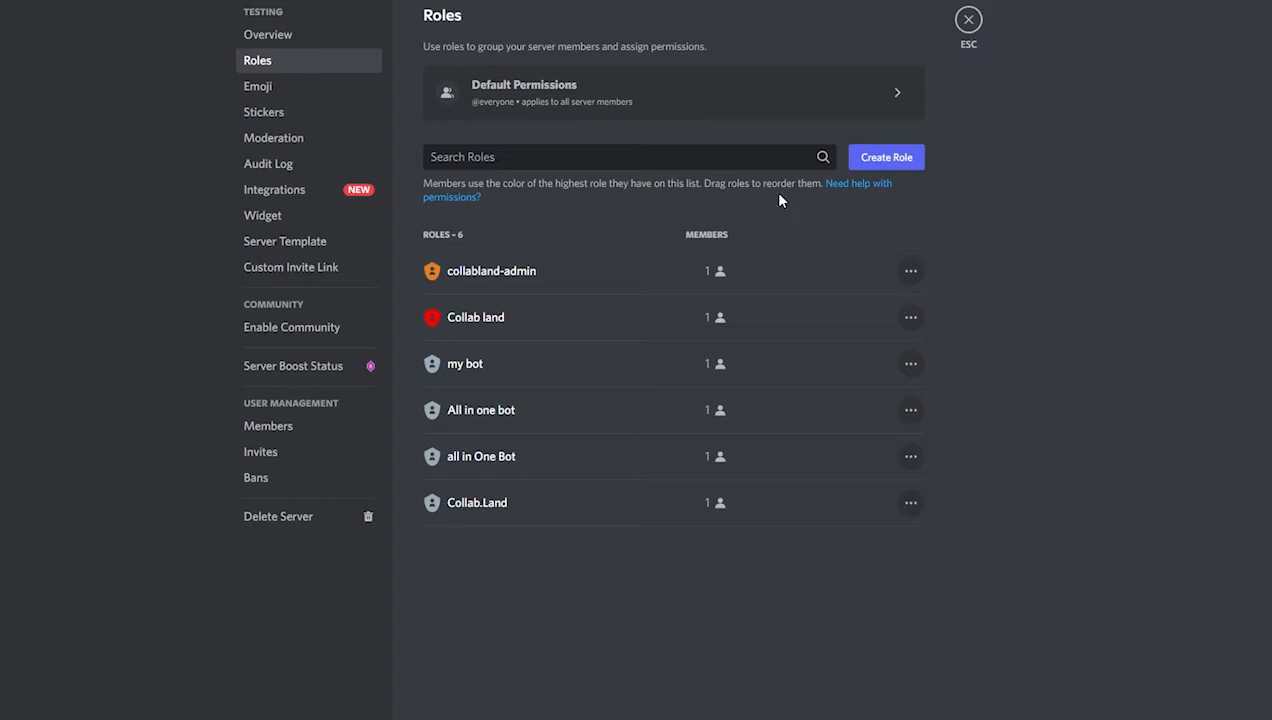 TESTING
Overview
Roles
Emoji
Stickers
Moderation
Audit Log
Integrations NEW
Widget
Server Template
Custom Invite Link
COMMUNITY
Enable Community
Server Boost Status
USER MANAGEMENT
Members
Invites
Bans
Delete Server
Roles
Use roles to group your server members and assign permissions.
Default Permissions
@everyone • applies to all server members
Search Roles
Create Role
Members use the color of the highest role they have on this list. Drag roles to reorder them. Need help with
permissions?
ROLES – 6 MEMBERS
collabland-admin 1
Collab land 1
my bot 1
All in one bot 1
all in One Bot 1
Collab.Land 1
ESC